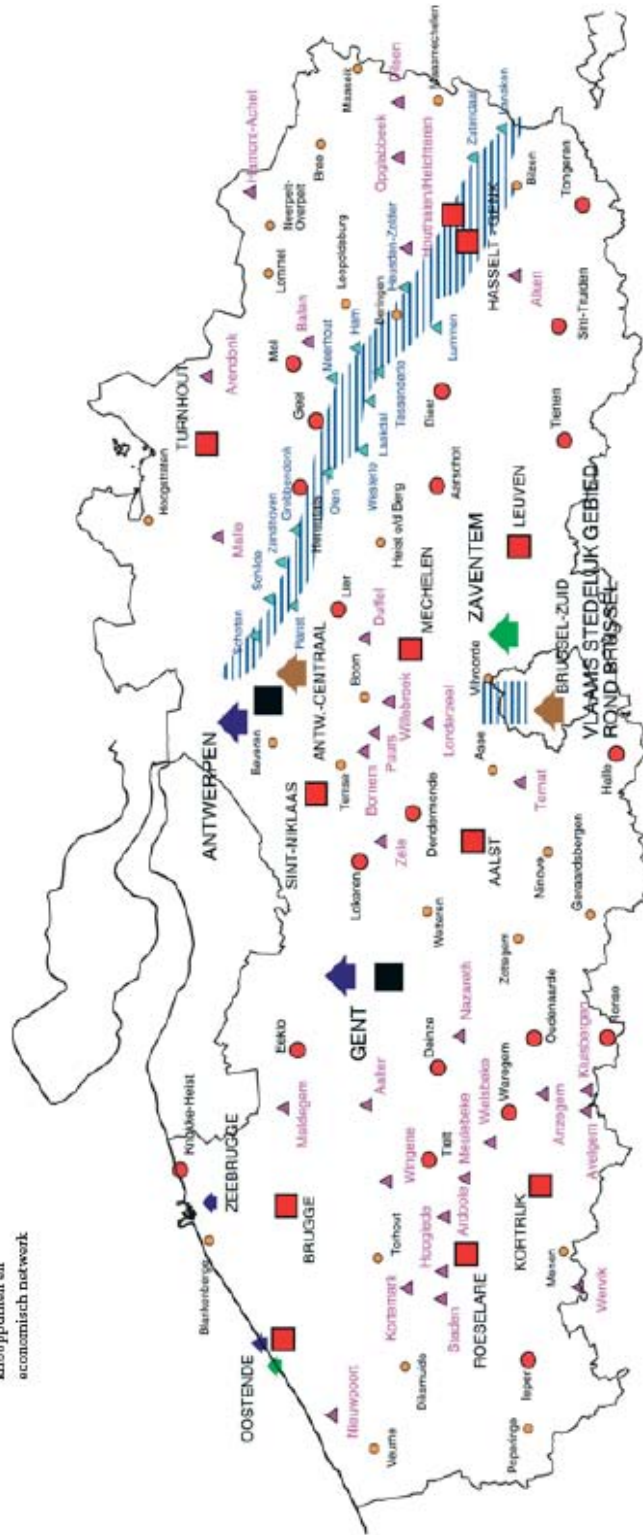 economisch netwerk
Knokke-Heist
ZEEBRUGGE
Blankenberge
OOSTENDE
BRUGGE
Maldegem
Eeklo
Nieuwpoort
Veurne
Diksmuide
Kortemark
Torhout
Wingene
Aalter
GENT
Staden
Hooglede
Ardooie
Meulebeke
Tielt
Deinze
Nazareth
ROESELARE
Wielsbeke
Waregem
Poperinge
Ieper
KORTRIJK
Menen
Wervik
Anzegem
Avelgem
Kluisbergen
Oudenaarde
Ronse
Zottegem
Wetteren
Geraardsbergen
Ninove
AALST
Lokeren
Zele
Dendermonde
SINT-NIKLAAS
Temse
Beveren
ANTWERPEN
ANTW.-CENTRAAL
Bornem
Puurs
Willebroek
Boom
Londerzeel
Asse
Ternat
Halle
Vilvoorde
BRUSSEL-ZUID
VLAAMS STEDELIJK GEBIED
ROND BRUSSEL
ZAVENTEM
MECHELEN
Duffel
Lier
LEUVEN
Heist o/d Berg
Aarschot
Tienen
Diest
Schoten
Schilde
Ranst
Zandhoven
Grobbendonk
Herentals
Olen
Westerlo
Laakdal
Geel
Meerhout
Tessenderlo
Ham
Malle
Hoogstraten
TURNHOUT
Arendonk
Mol
Balen
Lommel
Neerpelt-
Overpelt
Hamont-Achel
Leopoldsburg
Beringen
Heusden-Zolder
Lummen
Houthalen/Helchteren
Opglabbeek
Bree
Maaseik
Dilsen
Maasmechelen
Zutendaal
Lanaken
HASSELT - GENK
Bilzen
Alken
Sint-Truiden
Tongeren